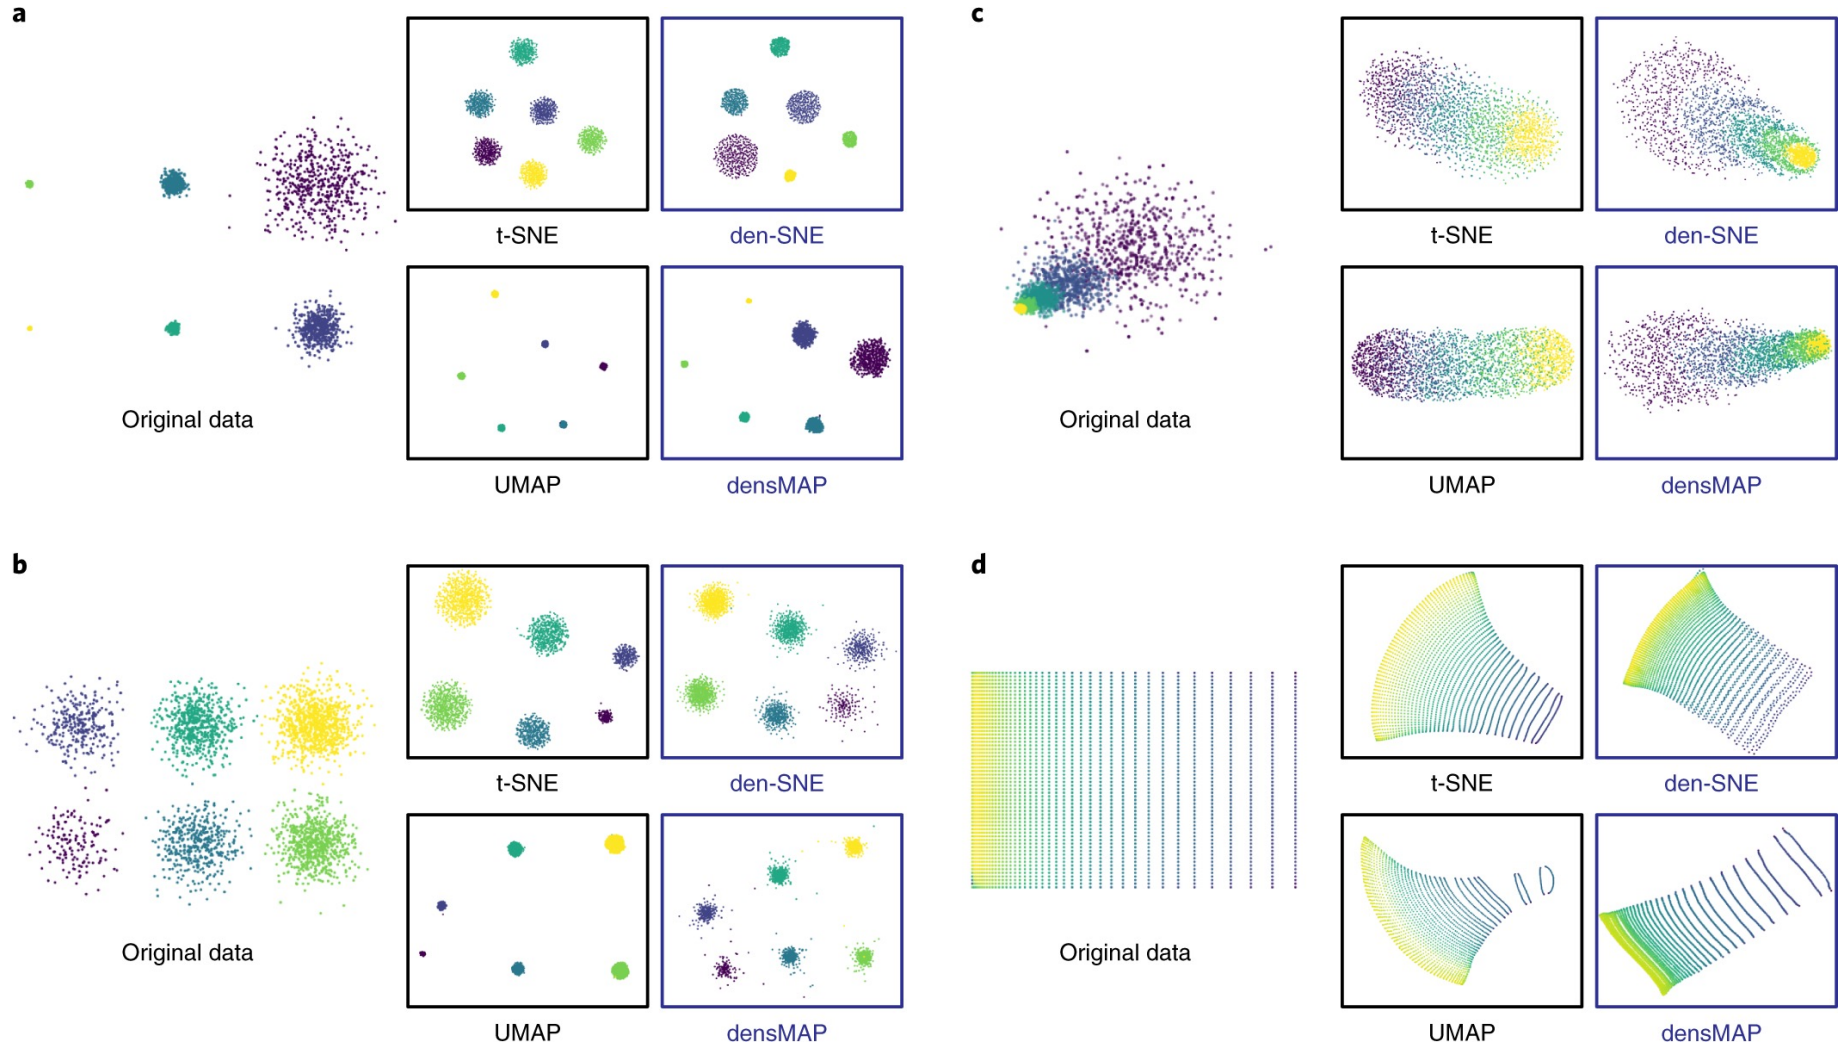 a
t-SNE
den-SNE
Original data
UMAP
densMAP
c
t-SNE
den-SNE
Original data
UMAP
densMAP
b
t-SNE
den-SNE
Original data
UMAP
densMAP
d
t-SNE
den-SNE
Original data
UMAP
densMAP